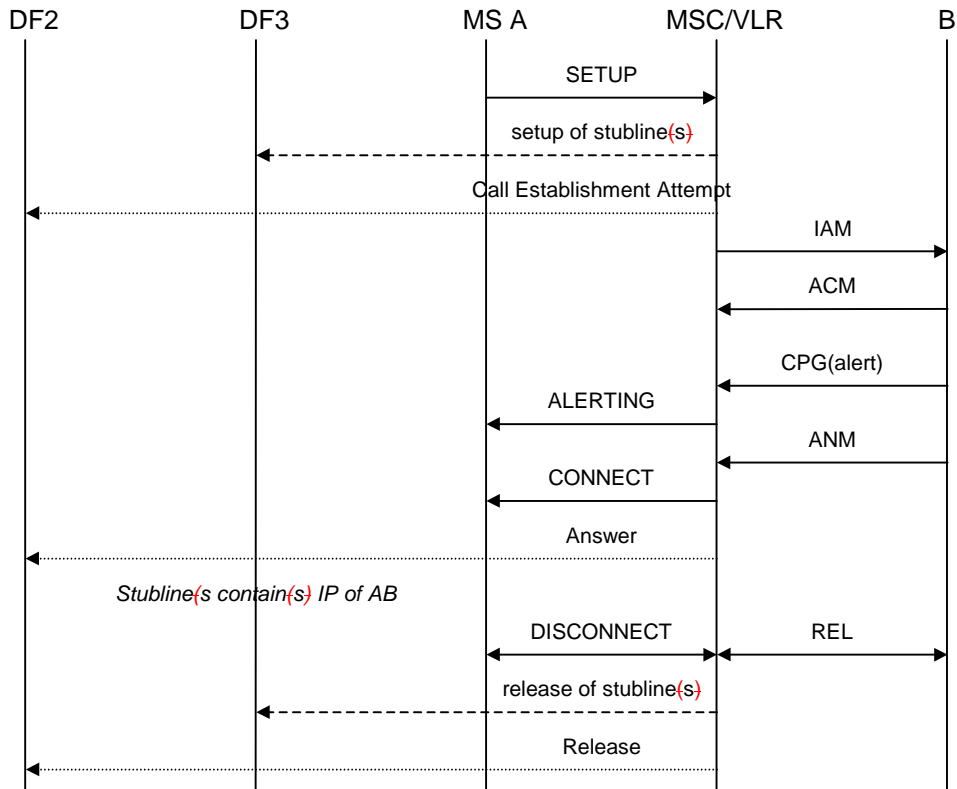 DF2 DF3 MS A MSC/VLR B
SETUP
setup of stubline(s)
Call Establishment Attempt
IAM
ACM
CPG(alert)
ALERTING
ANM
CONNECT
Answer
Stubline(s contain(s) IP of AB
DISCONNECT REL
release of stubline(s)
Release